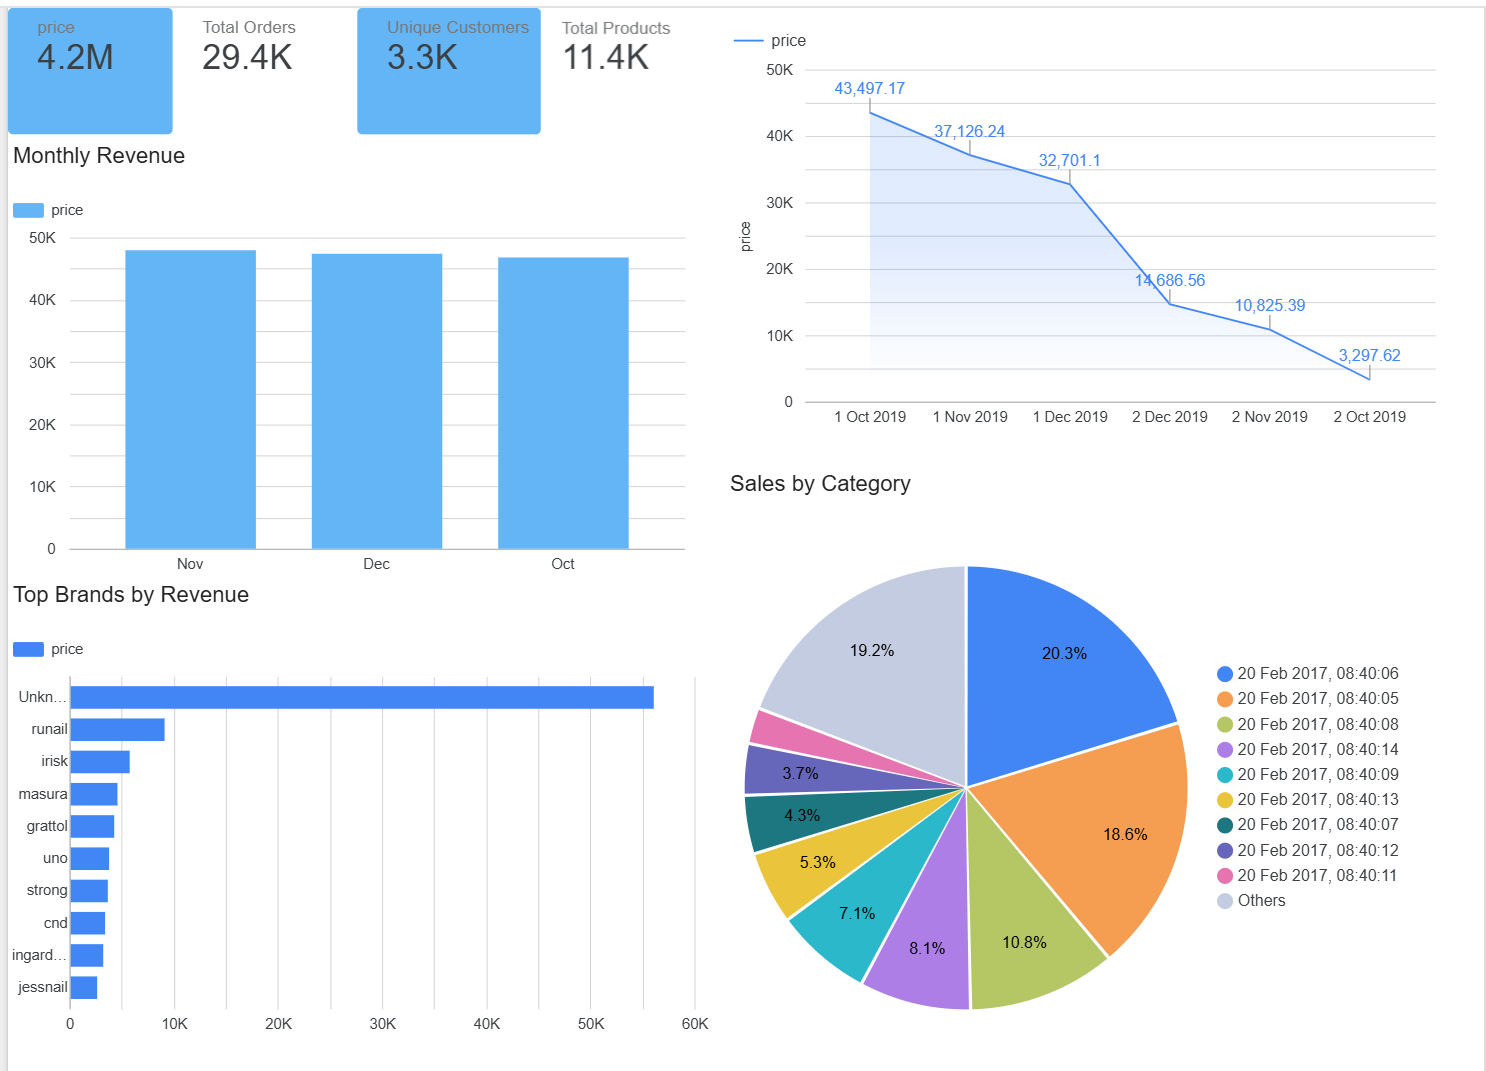 price
4.2M
Total Orders
29.4K
Unique Customers
3.3K
Total Products
11.4K
Monthly Revenue
price
50K
40K
30K
20K
10K
0
Nov Dec Oct
Top Brands by Revenue
price
Unkn...
runail
irisk
masura
grattol
uno
strong
cnd
ingard...
jessnail
0 10K 20K 30K 40K 50K 60K
price
50K
40K
30K
20K
10K
0
price
43,497.17
37,126.24
32,701.1
14,686.56
10,825.39
3,297.62
1 Oct 2019 1 Nov 2019 1 Dec 2019 2 Dec 2019 2 Nov 2019 2 Oct 2019
Sales by Category
20.3%
18.6%
10.8%
8.1%
7.1%
5.3%
4.3%
3.7%
19.2%
20 Feb 2017, 08:40:06
20 Feb 2017, 08:40:05
20 Feb 2017, 08:40:08
20 Feb 2017, 08:40:14
20 Feb 2017, 08:40:09
20 Feb 2017, 08:40:13
20 Feb 2017, 08:40:07
20 Feb 2017, 08:40:12
20 Feb 2017, 08:40:11
Others